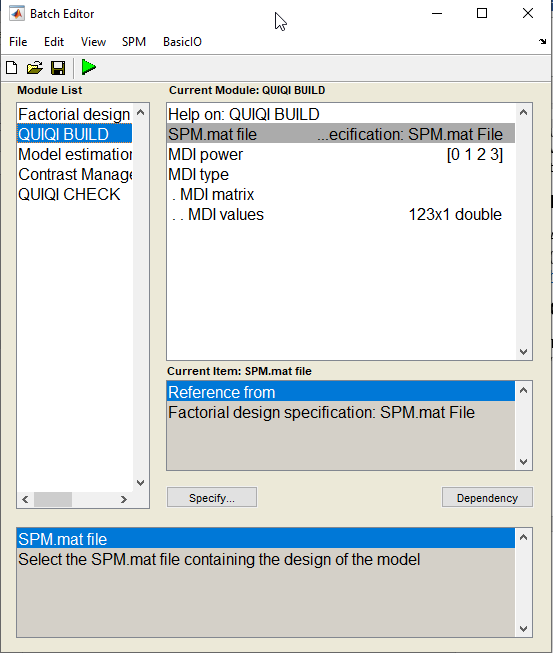 Batch Editor
File Edit View SPM BasicIO
Module List
Factorial design
QUIQI BUILD
Model estimation
Contrast Manage
QUIQI CHECK
Current Module: QUIQI BUILD
Help on: QUIQI BUILD
SPM.mat file ...ecification: SPM.mat File
MDI power [0 1 2 3]
MDI type
. MDI matrix
. . MDI values 123x1 double
Current Item: SPM.mat file
Reference from
Factorial design specification: SPM.mat File
Specify... Dependency
SPM.mat file
Select the SPM.mat file containing the design of the model